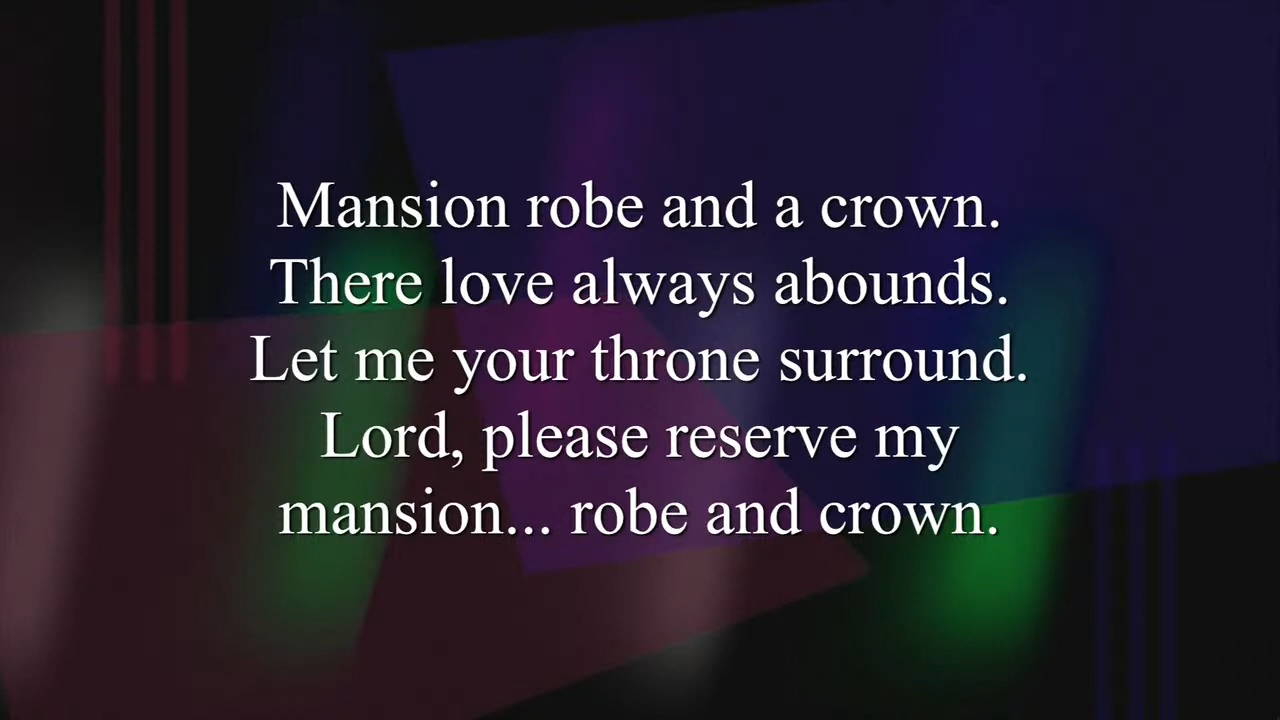 Mansion robe and a crown.
There love always abounds.
Let me your throne surround.
Lord, please reserve my
mansion... robe and crown.